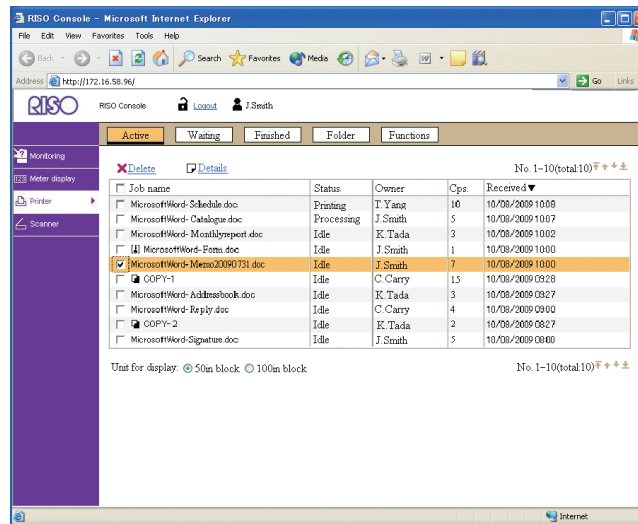 RISO Console - Microsoft Internet Explorer
File Edit View Favorites Tools Help
Back Search Favorites Media
Address http://172.16.58.96/ Go Links
RISO RISO Console Logout J.Smith
Active Waiting Finished Folder Functions
Monitoring
Meter display
Printer
Scanner
Delete Details No. 1-10(total:10)
Job name Status Owner Cps. Received▼
MicrosoftWord-Schedule.doc Printing T.Yang 10 10/08/2009 10:08
MicrosoftWord-Catalogue.doc Processing J.Smith 5 10/08/2009 10:07
MicrosoftWord-Monthlyreport.doc Idle K.Tada 3 10/08/2009 10:02
MicrosoftWord-Form.doc Idle J.Smith 1 10/08/2009 10:00
MicrosoftWord-Memo20090731.doc Idle J.Smith 7 10/08/2009 10:00
COPY-1 Idle C.Carry 15 10/08/2009 09:28
MicrosoftWord-Addressbook.doc Idle K.Tada 3 10/08/2009 09:27
MicrosoftWord-Reply.doc Idle C.Carry 4 10/08/2009 09:00
COPY-2 Idle K.Tada 2 10/08/2009 08:27
MicrosoftWord-Signature.doc Idle J.Smith 5 10/08/2009 08:00
Unit for display: 50in block 100in block No. 1-10(total:10)
Internet